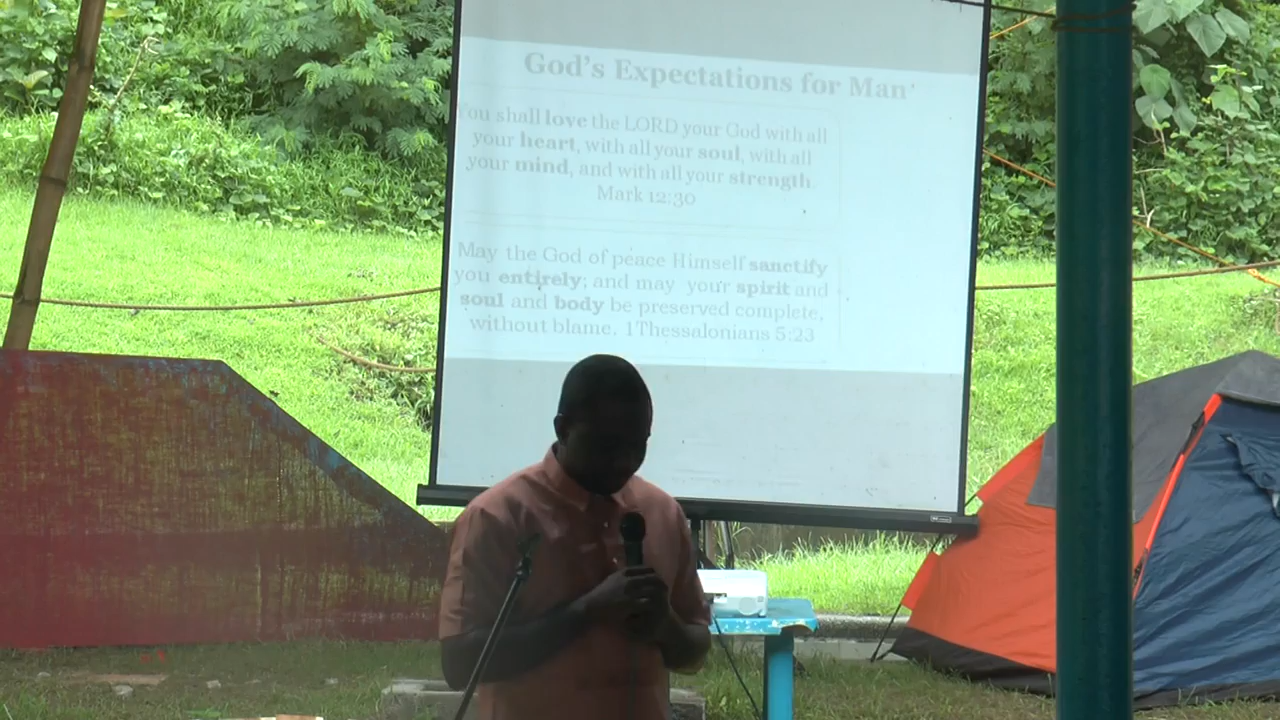 God's Expectations for Man
You shall love the LORD your God with all
your heart, with all your soul, with all
your mind, and with all your strength
Mark 12:30
May the God of peace Himself sanctify
you entirely; and may your spirit and
soul and body be preserved complete,
without blame. 1Thessalonians 5:23